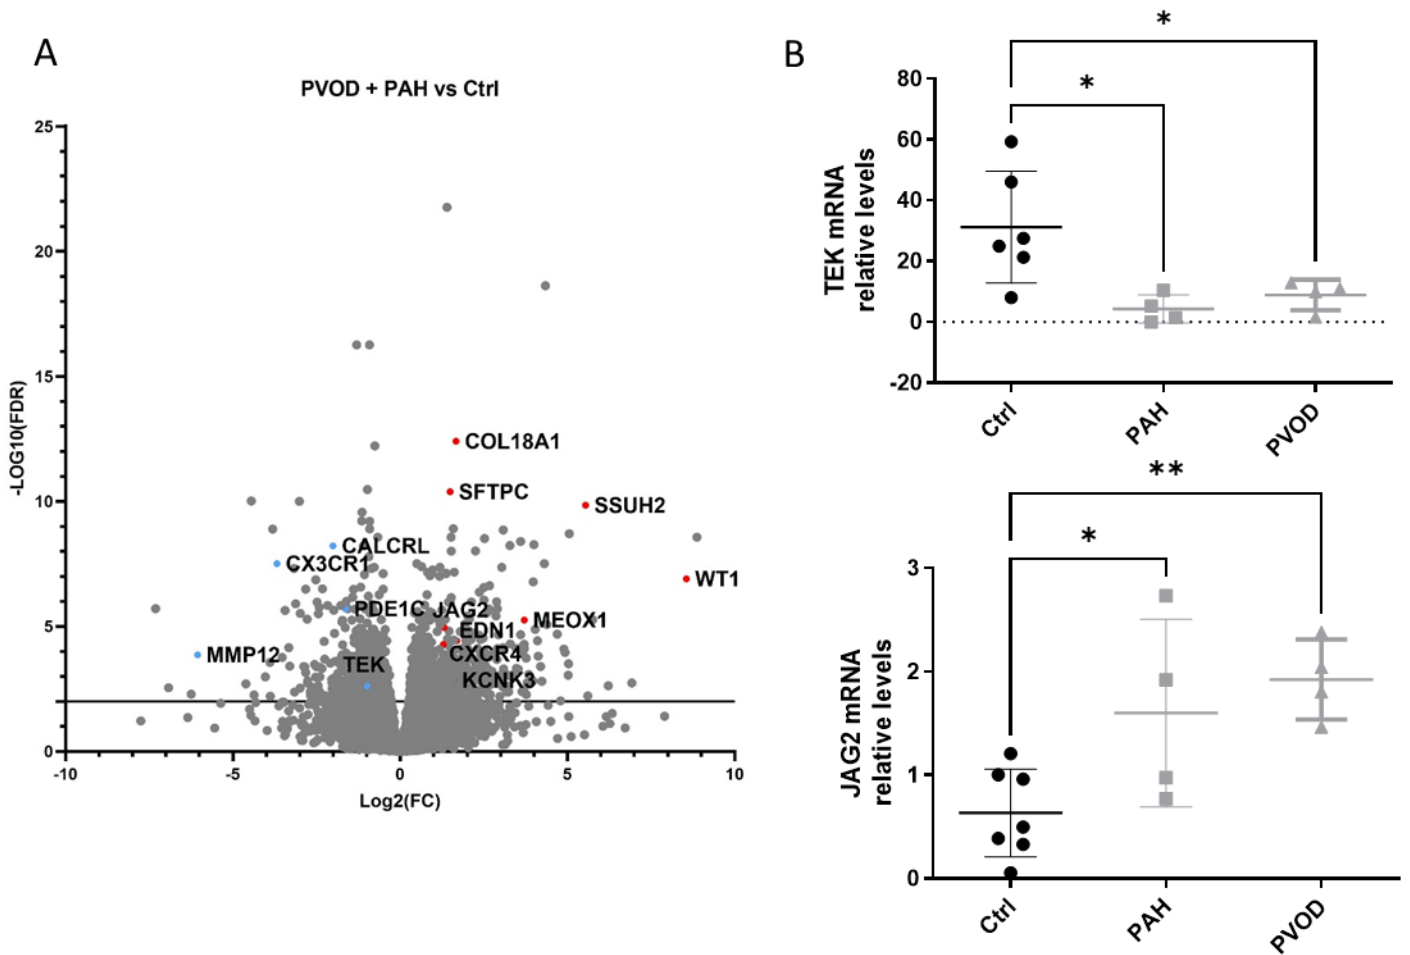 A
PVOD + PAH vs Ctrl
25
20
15
10
5
0
-LOG10(FDR)
COL18A1
SFTPC
SSUH2
CALCRL
CX3CR1
WT1
PDE1C
JAG2
MEOX1
EDN1
MMP12
TEK
CXCR4
KCNK3
-10
-5
0
5
10
Log2(FC)
B
*
*
80
60
40
20
0
-20
TEK mRNA
relative levels
Ctrl
PAH
PVOD
**
*
3
2
1
0
JAG2 mRNA
relative levels
Ctrl
PAH
PVOD